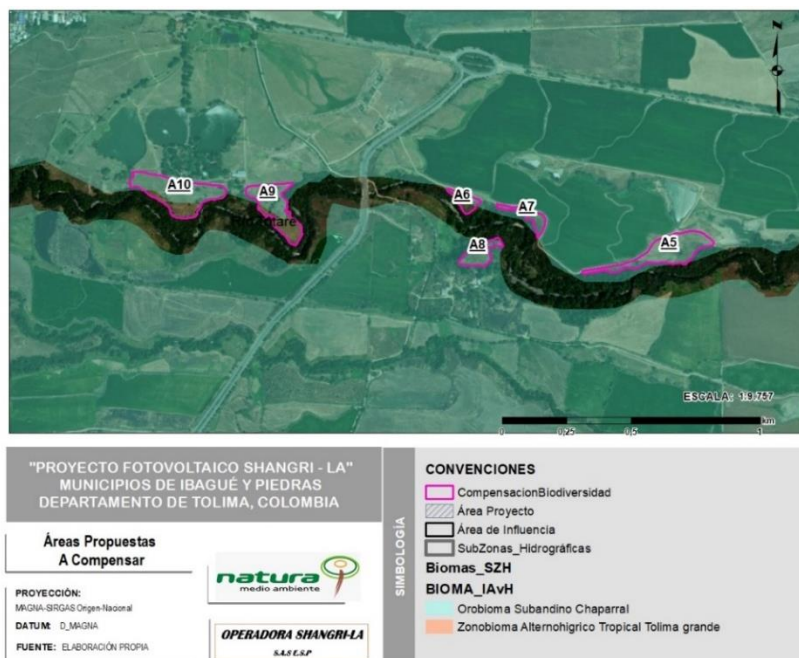 N
A10
A9
A6
A7
A8
A5
ESCALA: 1:9.757
km
0
0,25
0,5
1
"PROYECTO FOTOVOLTAICO SHANGRI - LA"
MUNICIPIOS DE IBAGUÉ Y PIEDRAS
DEPARTAMENTO DE TOLIMA, COLOMBIA
Áreas Propuestas
A Compensar
PROYECCIÓN:
MAGNA-SIRGAS Origen-Nacional
DATUM: D_MAGNA
FUENTE: ELABORACIÓN PROPIA
natura
medio ambiente
OPERADORA SHANGRI-LA
S.A.S E.S.P
SIMBOLOGÍA
CONVENCIONES
CompensacionBiodiversidad
Área Proyecto
Área de Influencia
SubZonas_Hidrográficas
Biomas_SZH
BIOMA_IAvH
Orobioma Subandino Chaparral
Zonobioma Alternohigrico Tropical Tolima grande